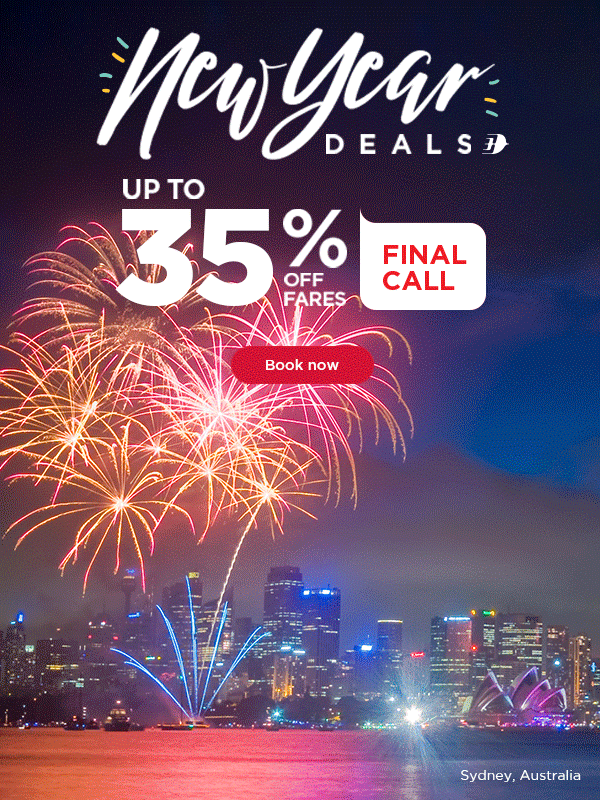 New Year
DEALS
UP TO
35%
OFF
FARES
FINAL
CALL
Book now
Sydney, Australia